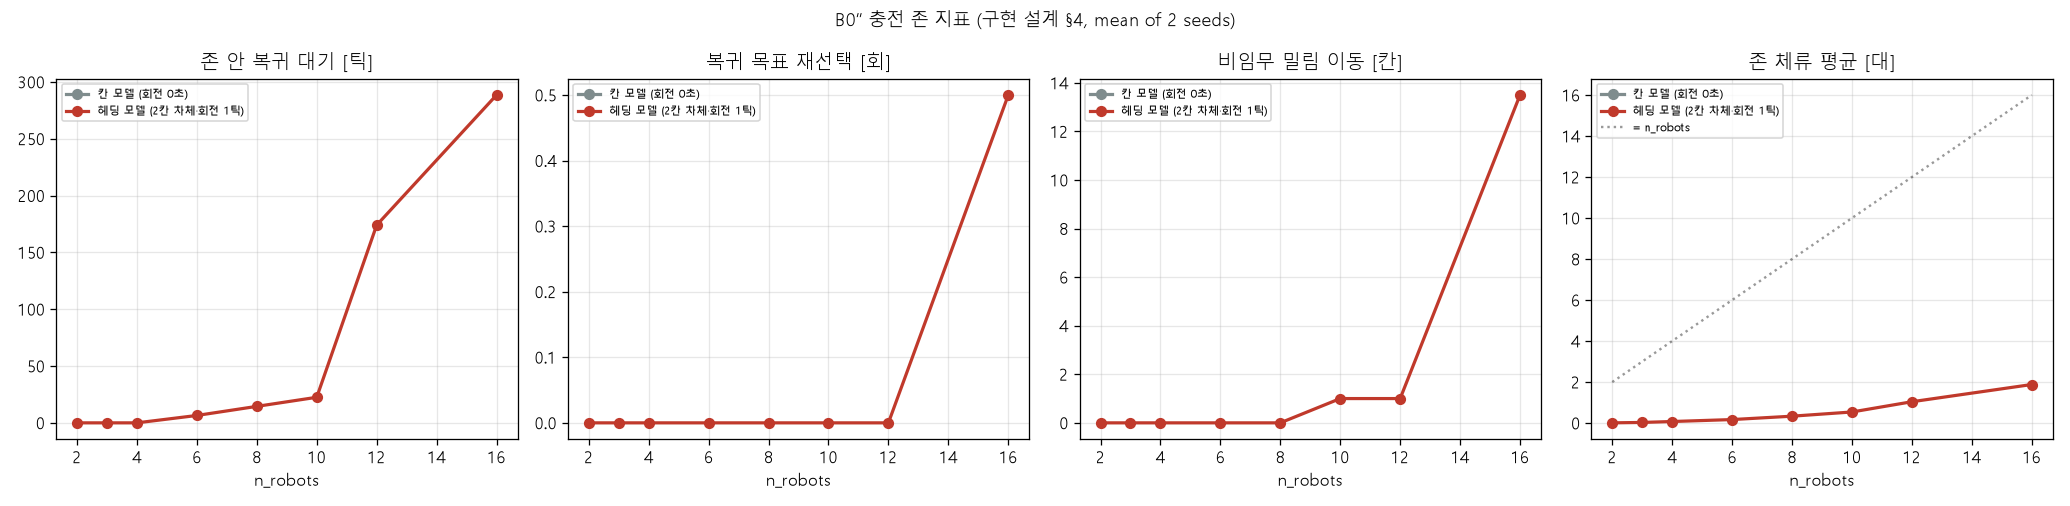 B0″ 충전 존 지표 (구현 설계 §4, mean of 2 seeds)
존 안 복귀 대기 [틱]
칸 모델 (회전 0초)
헤딩 모델 (2칸 차체·회전 1틱)
300
250
200
150
100
50
0
2 4 6 8 10 12 14 16
n_robots
복귀 목표 재선택 [회]
칸 모델 (회전 0초)
헤딩 모델 (2칸 차체·회전 1틱)
0.5
0.4
0.3
0.2
0.1
0.0
2 4 6 8 10 12 14 16
n_robots
비임무 밀림 이동 [칸]
칸 모델 (회전 0초)
헤딩 모델 (2칸 차체·회전 1틱)
14
12
10
8
6
4
2
0
2 4 6 8 10 12 14 16
n_robots
존 체류 평균 [대]
칸 모델 (회전 0초)
헤딩 모델 (2칸 차체·회전 1틱)
= n_robots
16
14
12
10
8
6
4
2
0
2 4 6 8 10 12 14 16
n_robots